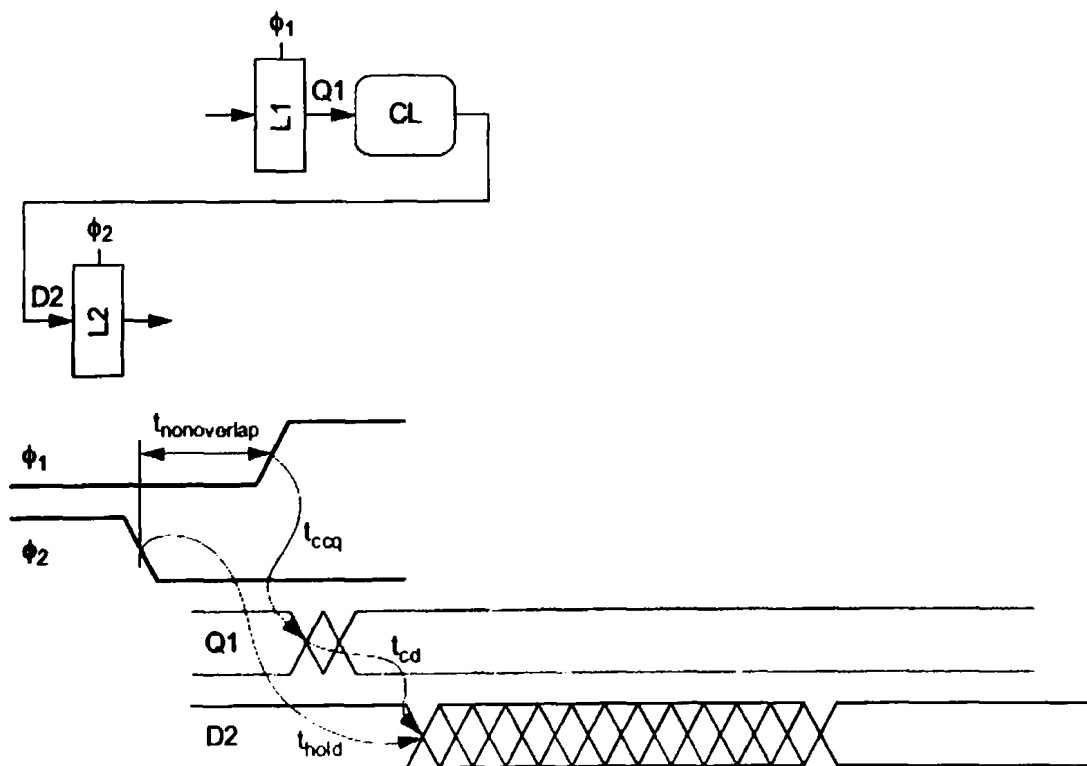 ϕ1
L1
Q1
CL
ϕ2
D2
L2
tnonoverlap
ϕ1
ϕ2
tccq
Q1
tcd
D2
thold